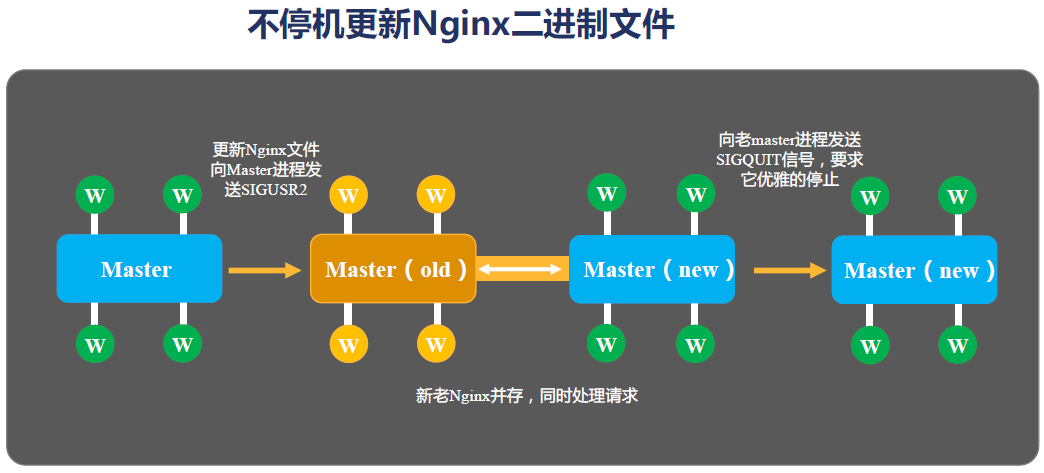 不停机更新Nginx二进制文件
更新Nginx文件
向Master进程发
送SIGUSR2
向老master进程发送
SIGQUIT信号，要求
它优雅的停止
W
W
W
W
W
W
W
W
Master
Master（old）
Master（new）
Master（new）
W
W
W
W
W
W
W
W
新老Nginx并存，同时处理请求